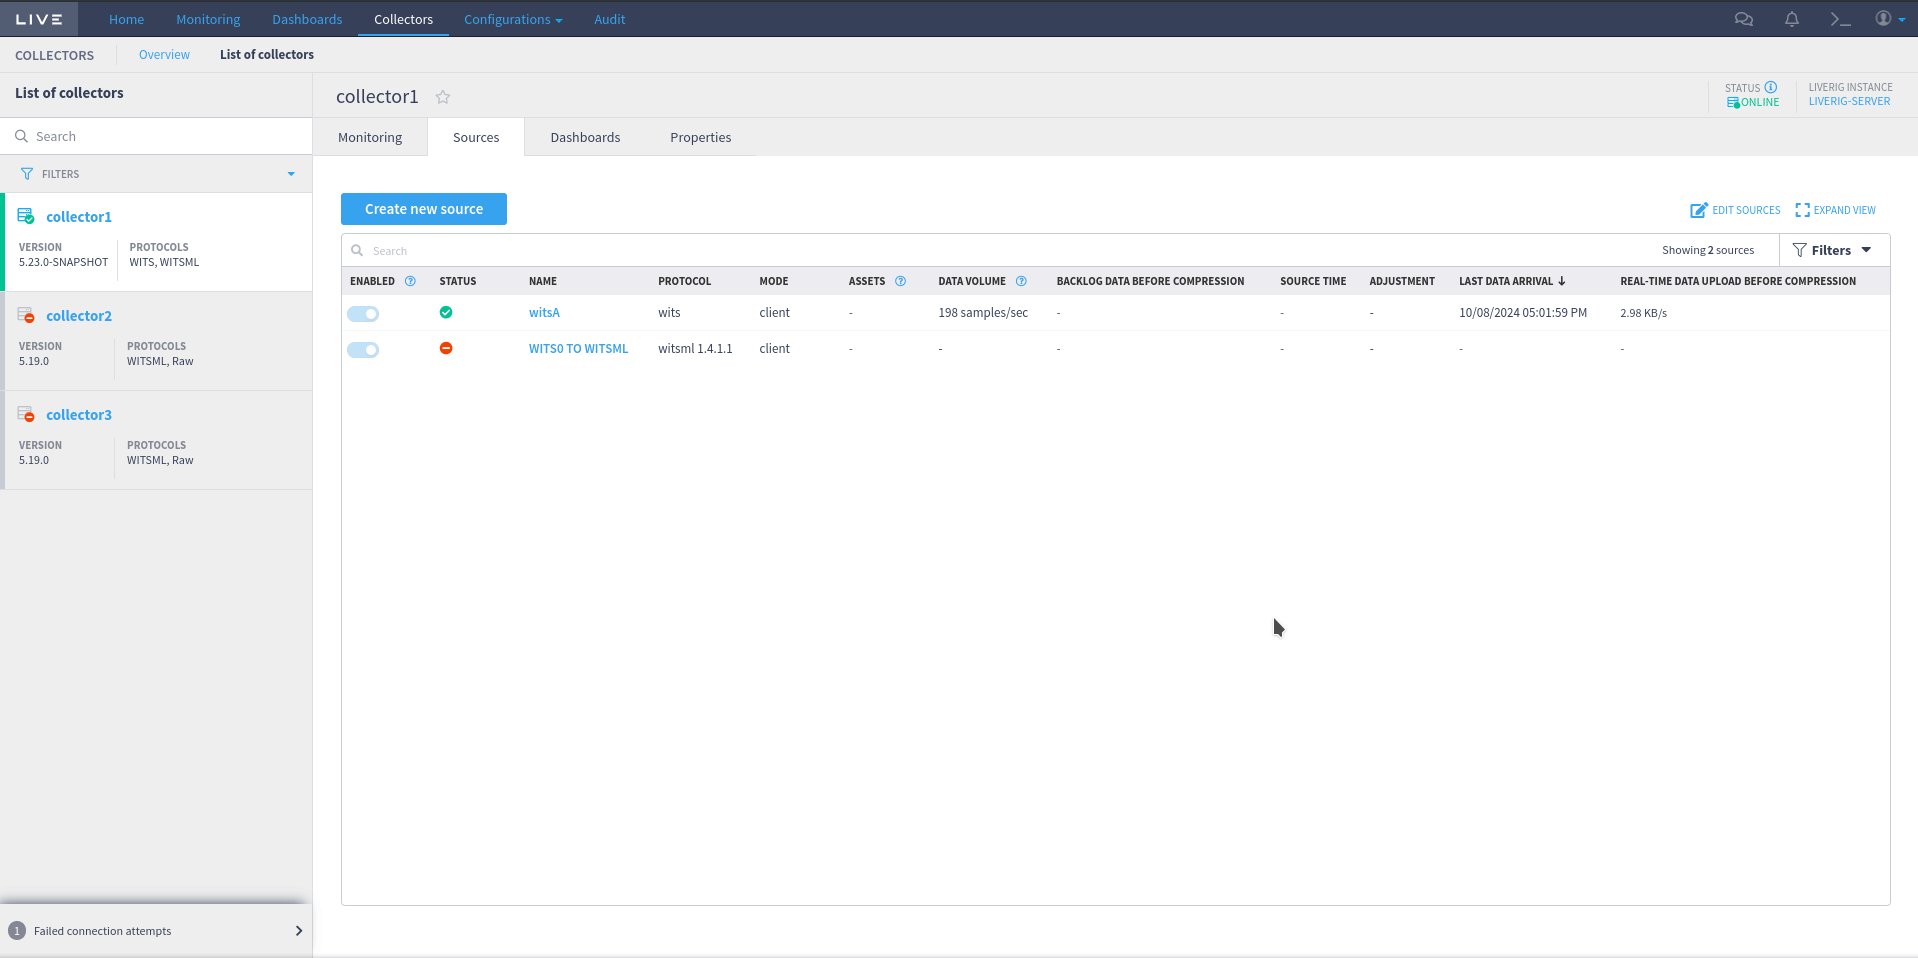 LIVE Home Monitoring Dashboards Collectors Configurations Audit
COLLECTORS Overview List of collectors
List of collectors
Search
FILTERS
collector1
VERSION PROTOCOLS
5.23.0-SNAPSHOT WITS, WITSML
collector2
VERSION PROTOCOLS
5.19.0 WITSML, Raw
collector3
VERSION PROTOCOLS
5.19.0 WITSML, Raw
1 Failed connection attempts
collector1
STATUS LIVERIG INSTANCE
ONLINE LIVERIG-SERVER
Monitoring Sources Dashboards Properties
Create new source
EDIT SOURCES EXPAND VIEW
Search Showing 2 sources Filters
ENABLED STATUS NAME PROTOCOL MODE ASSETS DATA VOLUME BACKLOG DATA BEFORE COMPRESSION SOURCE TIME ADJUSTMENT LAST DATA ARRIVAL REAL-TIME DATA UPLOAD BEFORE COMPRESSION
witsA wits client - 198 samples/sec - - - 10/08/2024 05:01:59 PM 2.98 KB/s
WITS0 TO WITSML witsml 1.4.1.1 client - - - - - - -